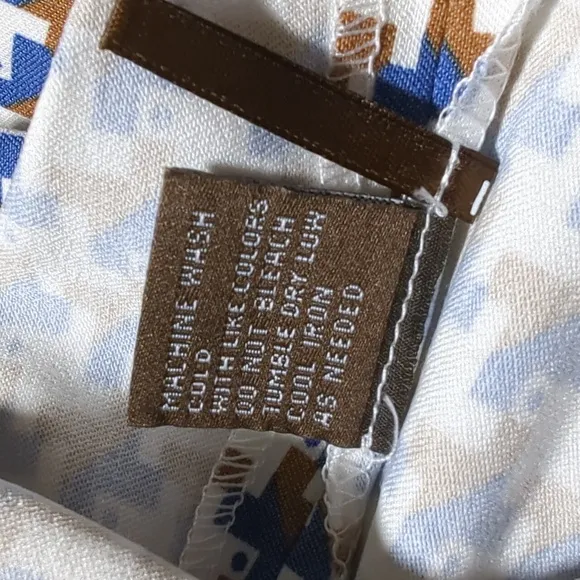 MACHINE WASH
COLD
WITH LIKE COLORS
DO NOT BLEACH
TUMBLE DRY LOW
COOL IRON
AS NEEDED